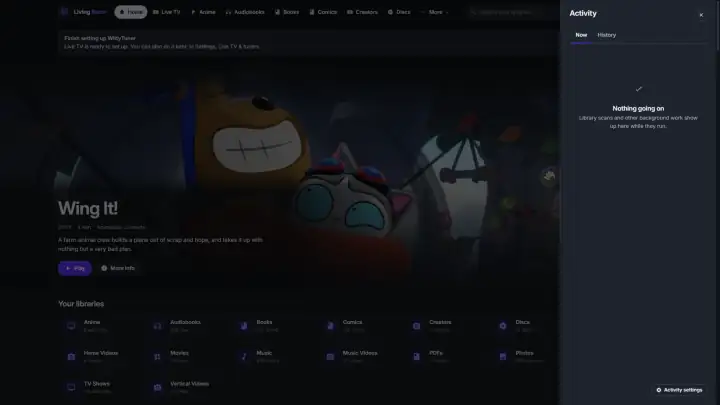 Living Room
Home
Live TV
Anime
Audiobooks
Books
Comics
Creators
Discs
More
Finish setting up WittyTuner
Live TV is ready to set up. You can plan on it later in Settings, Live TV & tuners.
Wing It!
A farm animal crew builds a plane out of scrap and hope, and takes it up with
nothing but a very bad plan.
Play
More Info
Your libraries
Anime
Audiobooks
Books
Comics
Creators
Discs
Home Videos
Movies
Music
Music Videos
PDFs
Photos
TV Shows
Vertical Videos
Activity
Now
History
Nothing going on
Library scans and other background work show
up here while they run.
Activity settings